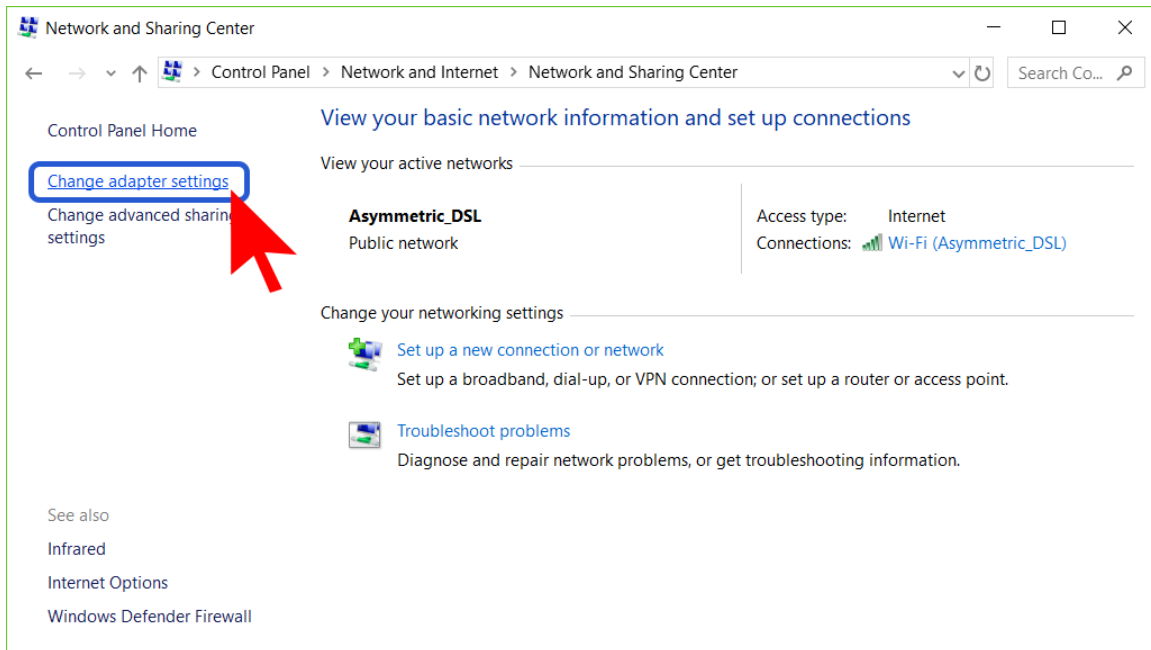 Network and Sharing Center
Control Panel > Network and Internet > Network and Sharing Center
Search Co...
Control Panel Home
Change adapter settings
Change advanced sharing
settings
View your basic network information and set up connections
View your active networks
Asymmetric_DSL
Public network
Access type: Internet
Connections: Wi-Fi (Asymmetric_DSL)
Change your networking settings
Set up a new connection or network
Set up a broadband, dial-up, or VPN connection; or set up a router or access point.
Troubleshoot problems
Diagnose and repair network problems, or get troubleshooting information.
See also
Infrared
Internet Options
Windows Defender Firewall